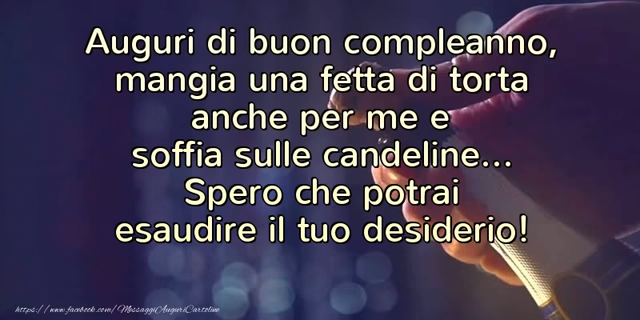 Auguri di buon compleanno,
mangia una fetta di torta
anche per me e
soffia sulle candeline...
Spero che potrai
esaudire il tuo desiderio!
https://www.facebook.com/MessaggiAuguriCartoline